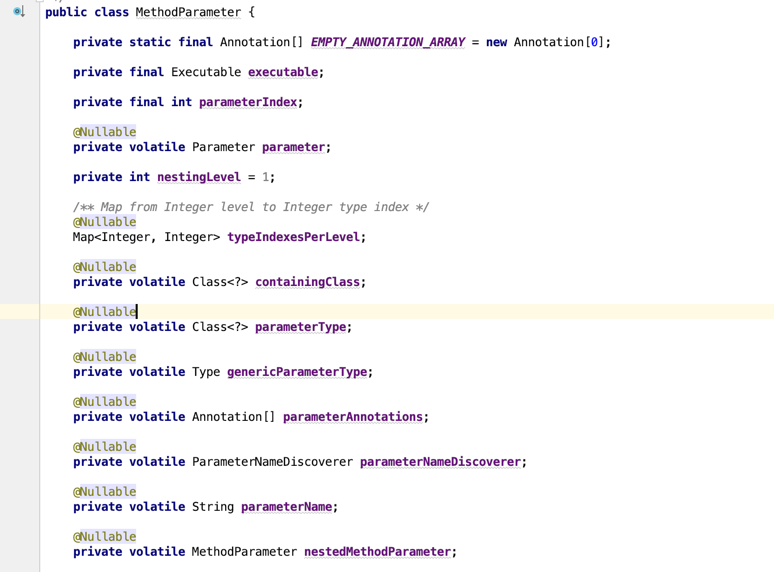 public class MethodParameter {
private static final Annotation[] EMPTY_ANNOTATION_ARRAY = new Annotation[0];
private final Executable executable;
private final int parameterIndex;
@Nullable
private volatile Parameter parameter;
private int nestingLevel = 1;
/** Map from Integer level to Integer type index */
@Nullable
Map<Integer, Integer> typeIndexesPerLevel;
@Nullable
private volatile Class<?> containingClass;
@Nullable
private volatile Class<?> parameterType;
@Nullable
private volatile Type genericParameterType;
@Nullable
private volatile Annotation[] parameterAnnotations;
@Nullable
private volatile ParameterNameDiscoverer parameterNameDiscoverer;
@Nullable
private volatile String parameterName;
@Nullable
private volatile MethodParameter nestedMethodParameter;